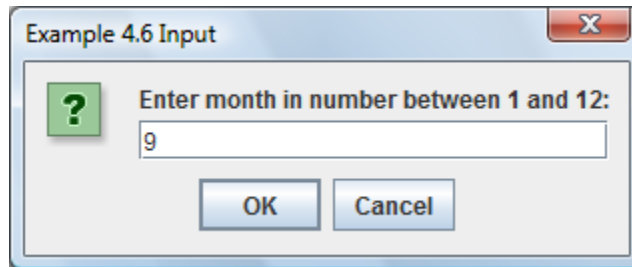 Example 4.6 Input
Enter month in number between 1 and 12:
9
OK Cancel